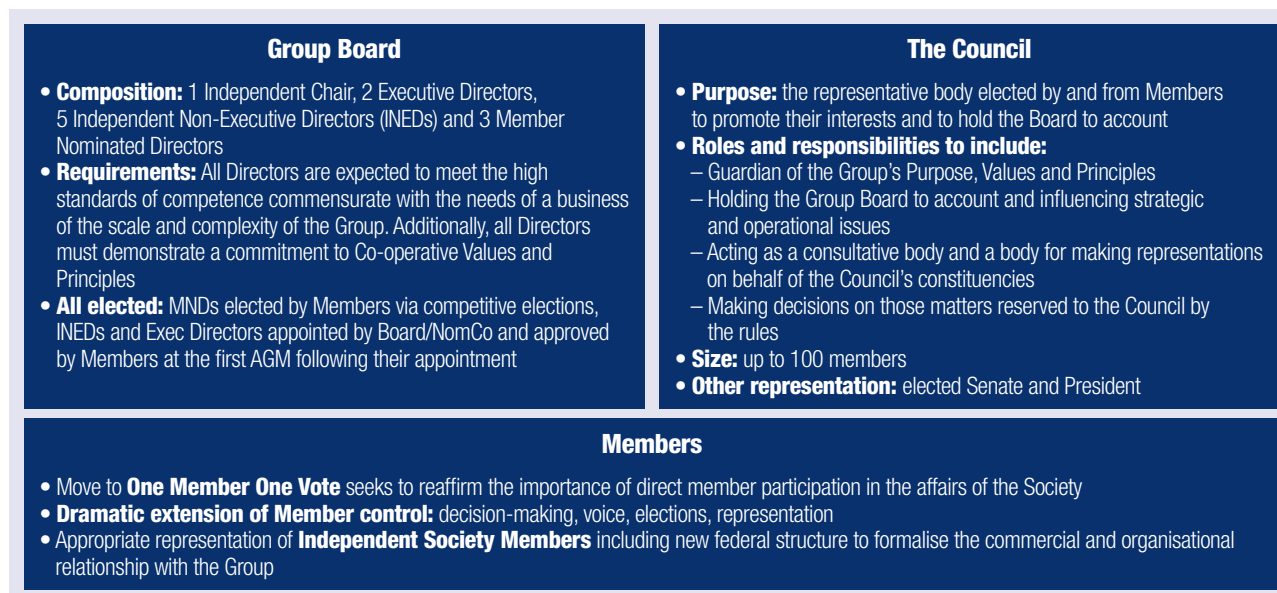 Group Board
• Composition: 1 Independent Chair, 2 Executive Directors,
5 Independent Non-Executive Directors (INEDs) and 3 Member
Nominated Directors
• Requirements: All Directors are expected to meet the high
standards of competence commensurate with the needs of a business
of the scale and complexity of the Group. Additionally, all Directors
must demonstrate a commitment to Co-operative Values and
Principles
• All elected: MNDs elected by Members via competitive elections,
INEDs and Exec Directors appointed by Board/NomCo and approved
by Members at the first AGM following their appointment
The Council
• Purpose: the representative body elected by and from Members
to promote their interests and to hold the Board to account
• Roles and responsibilities to include:
– Guardian of the Group's Purpose, Values and Principles
– Holding the Group Board to account and influencing strategic
and operational issues
– Acting as a consultative body and a body for making representations
on behalf of the Council's constituencies
– Making decisions on those matters reserved to the Council by
the rules
• Size: up to 100 members
• Other representation: elected Senate and President
Members
• Move to One Member One Vote seeks to reaffirm the importance of direct member participation in the affairs of the Society
• Dramatic extension of Member control: decision-making, voice, elections, representation
• Appropriate representation of Independent Society Members including new federal structure to formalise the commercial and organisational
relationship with the Group